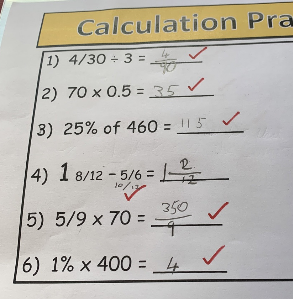 Calculation Pra
1) 4/30 ÷ 3 = 4/90
2) 70 x 0.5 = 35
3) 25% of 460 = 115
4) 1 8/12 - 5/6 = 1 2/12
10/12
5) 5/9 x 70 = 350/9
6) 1% x 400 = 4